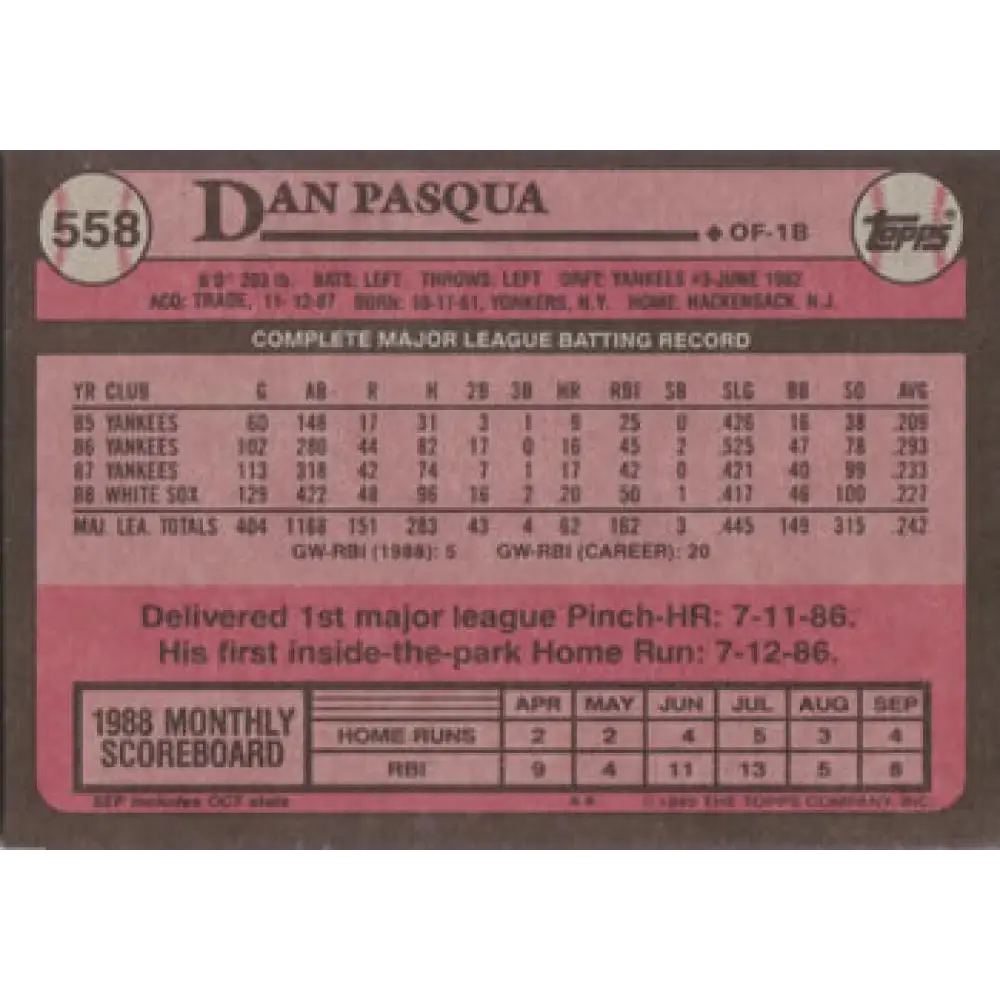 558
DAN PASQUA
◆ OF-1B
Topps®
6'0" 203 lb. BATS: LEFT THROWS: LEFT DRFT: YANKEES #3-JUNE 1982
ACQ: TRADE, 11-12-87 BORN: 10-17-61, YONKERS, N.Y. HOME: HACKENSACK, N.J.
COMPLETE MAJOR LEAGUE BATTING RECORD
YR CLUB G AB R H 2B 3B HR RBI SB SLG BB SO AVG
85 YANKEES 60 148 17 31 3 1 9 25 0 .426 16 38 .209
86 YANKEES 102 280 44 82 17 0 16 45 2 .525 47 78 .293
87 YANKEES 113 318 42 74 7 1 17 42 0 .421 40 99 .233
88 WHITE SOX 129 422 48 96 16 2 20 50 1 .417 46 100 .227
MAJ. LEA. TOTALS 404 1168 151 283 43 4 62 162 3 .445 149 315 .242
GW-RBI (1988): 5 GW-RBI (CAREER): 20
Delivered 1st major league Pinch-HR: 7-11-86.
His first inside-the-park Home Run: 7-12-86.
1988 MONTHLY
SCOREBOARD
APR MAY JUN JUL AUG SEP
HOME RUNS 2 2 4 5 3 4
RBI 9 4 11 13 5 8
SEP includes OCT stats
© 1989 THE TOPPS COMPANY, INC.